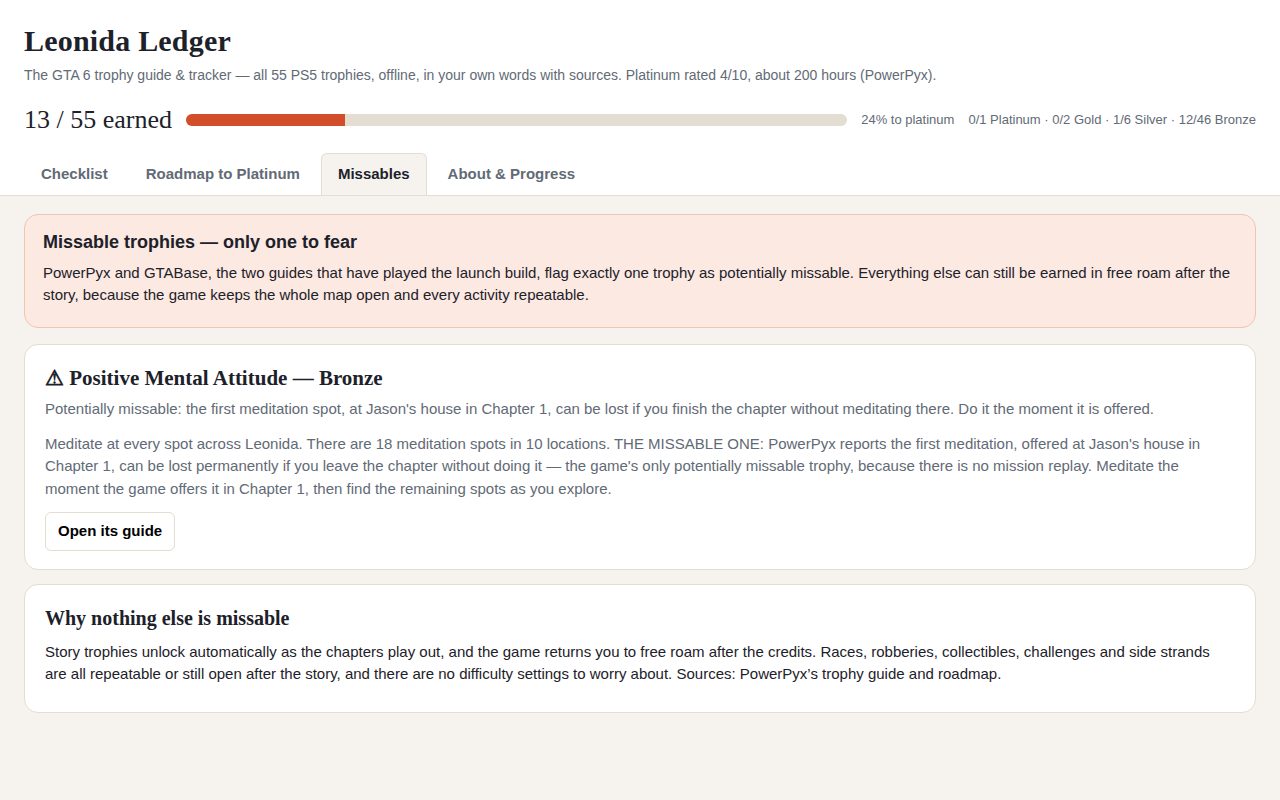 Leonida Ledger
The GTA 6 trophy guide & tracker — all 55 PS5 trophies, offline, in your own words with sources. Platinum rated 4/10, about 200 hours (PowerPyx).
13 / 55 earned
24% to platinum 0/1 Platinum · 0/2 Gold · 1/6 Silver · 12/46 Bronze
Checklist
Roadmap to Platinum
Missables
About & Progress
Missable trophies — only one to fear
PowerPyx and GTABase, the two guides that have played the launch build, flag exactly one trophy as potentially missable. Everything else can still be earned in free roam after the
story, because the game keeps the whole map open and every activity repeatable.
⚠ Positive Mental Attitude — Bronze
Potentially missable: the first meditation spot, at Jason's house in Chapter 1, can be lost if you finish the chapter without meditating there. Do it the moment it is offered.
Meditate at every spot across Leonida. There are 18 meditation spots in 10 locations. THE MISSABLE ONE: PowerPyx reports the first meditation, offered at Jason's house in
Chapter 1, can be lost permanently if you leave the chapter without doing it — the game's only potentially missable trophy, because there is no mission replay. Meditate the
moment the game offers it in Chapter 1, then find the remaining spots as you explore.
Open its guide
Why nothing else is missable
Story trophies unlock automatically as the chapters play out, and the game returns you to free roam after the credits. Races, robberies, collectibles, challenges and side strands
are all repeatable or still open after the story, and there are no difficulty settings to worry about. Sources: PowerPyx’s trophy guide and roadmap.